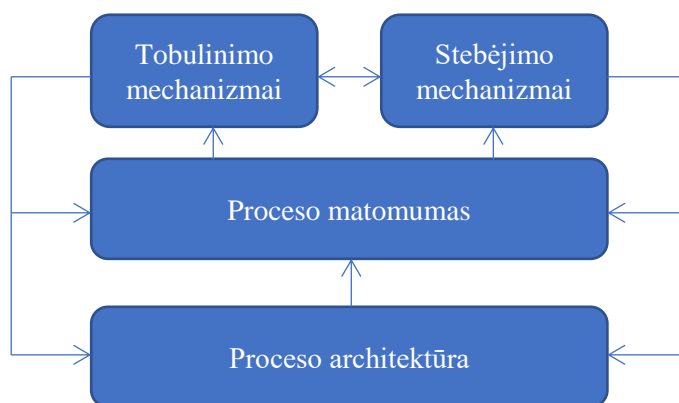 Tobulinimo
mechanizmai
Stebėjimo
mechanizmai
Proceso matomumas
Proceso architektūra